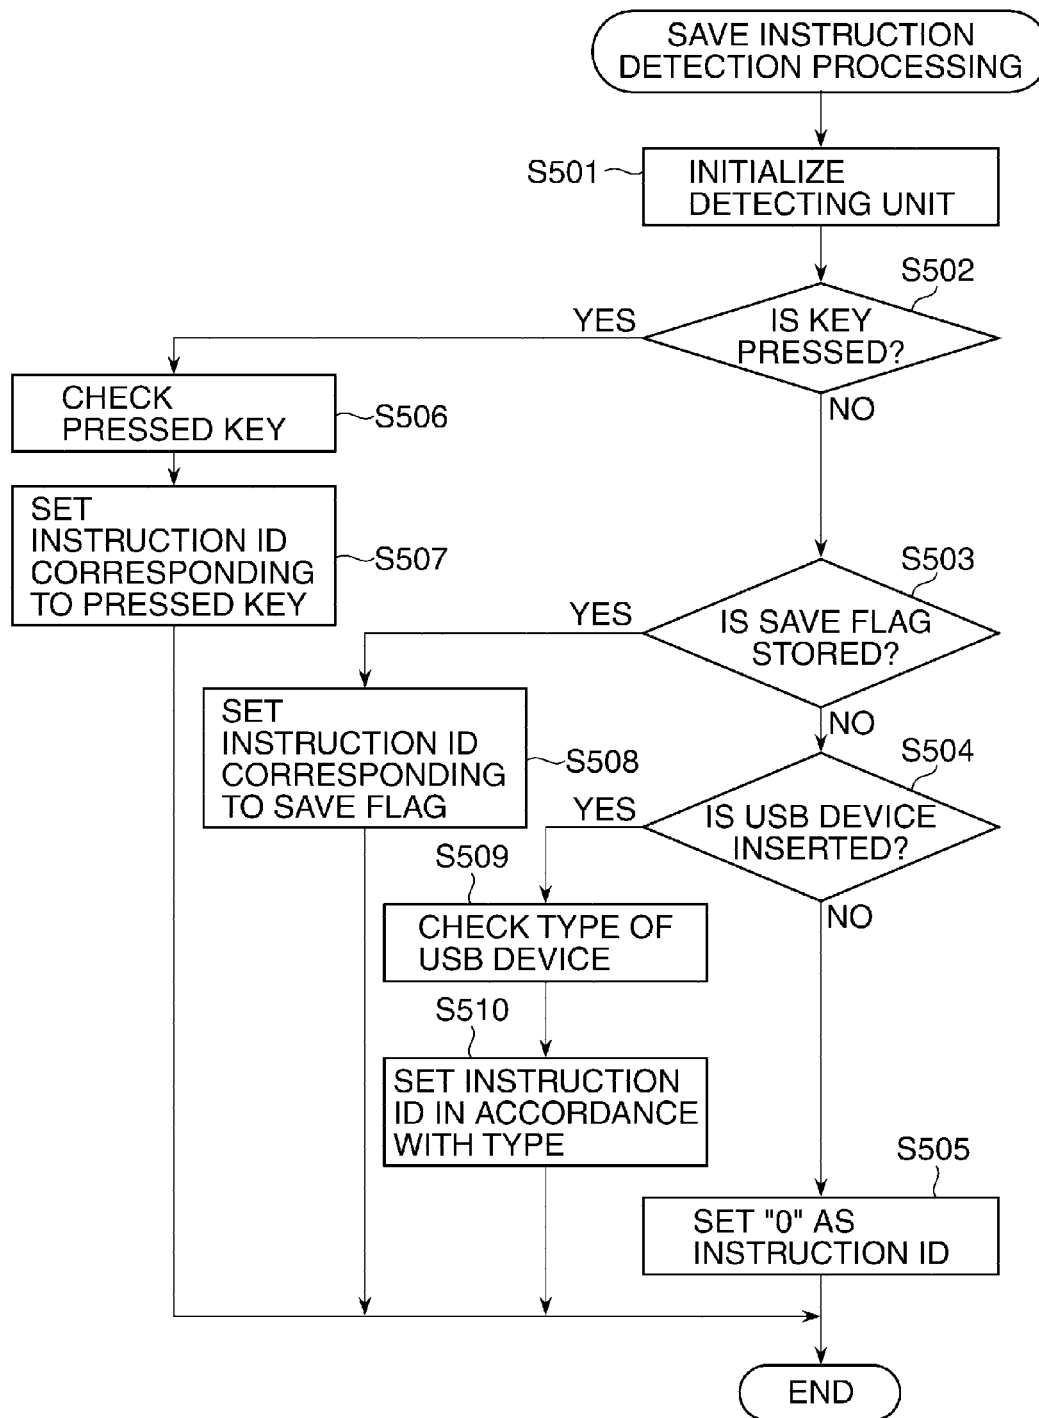 SAVE INSTRUCTION
DETECTION PROCESSING
S501
INITIALIZE
DETECTING UNIT
S502
IS KEY
PRESSED?
YES
NO
CHECK
PRESSED KEY
S506
SET
INSTRUCTION ID
CORRESPONDING
TO PRESSED KEY
S507
S503
IS SAVE FLAG
STORED?
YES
NO
SET
INSTRUCTION ID
CORRESPONDING
TO SAVE FLAG
S508
S504
IS USB DEVICE
INSERTED?
YES
NO
S509
CHECK TYPE OF
USB DEVICE
S510
SET INSTRUCTION
ID IN ACCORDANCE
WITH TYPE
S505
SET "0" AS
INSTRUCTION ID
END